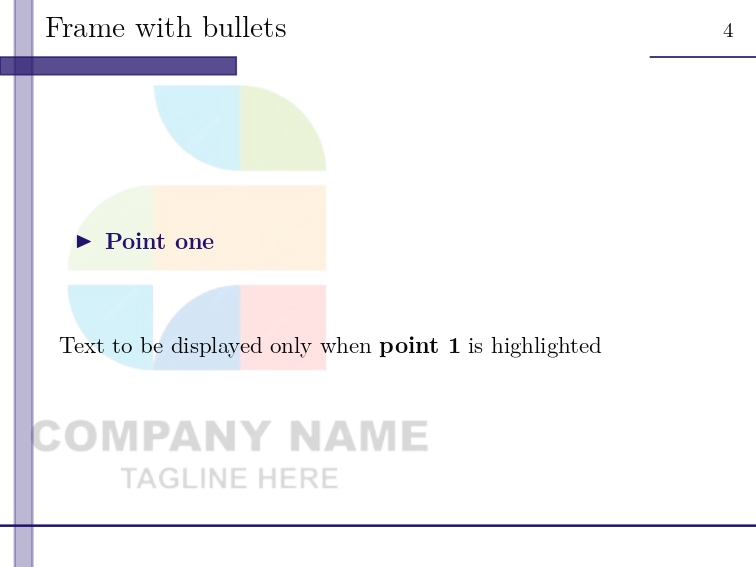 Frame with bullets
4
▶ Point one
Text to be displayed only when point 1 is highlighted
COMPANY NAME
TAGLINE HERE